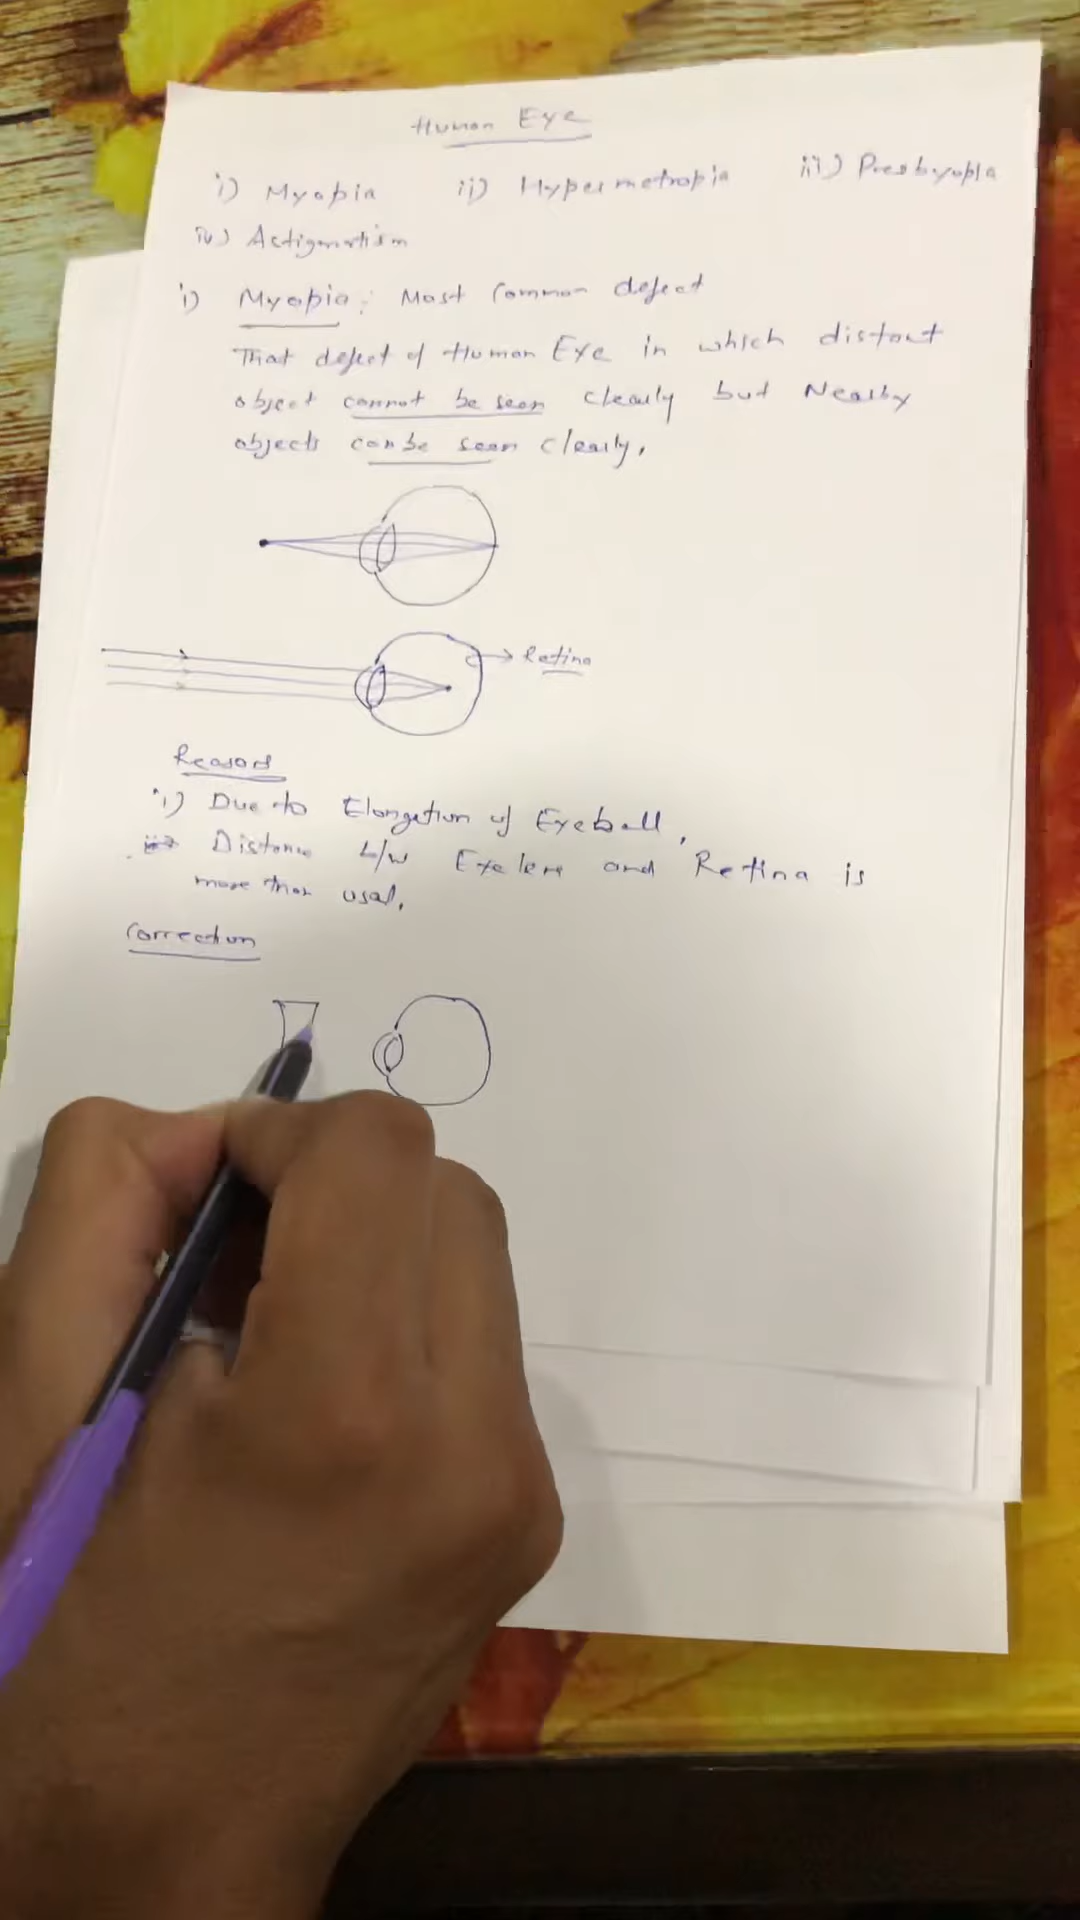 Human Eye
i) Myopia ii) Hypermetropia iii) Presbyopia
iv) Astigmatism
i) Myopia: Most Common defect
That defect of Human Eye in which distant
object cannot be seen clearly but Nearby
objects can be seen clearly.
Retina
Reason
i) Due to Elongation of Eyeball,
Distance b/w Eye lens and Retina is
more than usal.
Correction